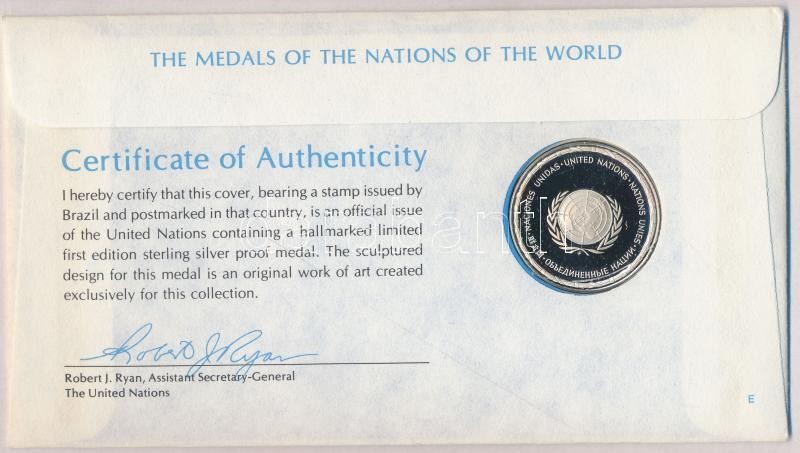 THE MEDALS OF THE NATIONS OF THE WORLD
Certificate of Authenticity
I hereby certify that this cover, bearing a stamp issued by
Brazil and postmarked in that country, is an official issue
of the United Nations containing a hallmarked limited
first edition sterling silver proof medal. The sculptured
design for this medal is an original work of art created
exclusively for this collection.
NACIONES UNIDAS · UNITED NATIONS · NATIONS UNIES · ОБЪЕДИНЕННЫЕ НАЦИИ ·
Robert J. Ryan
Robert J. Ryan, Assistant Secretary-General
The United Nations
E